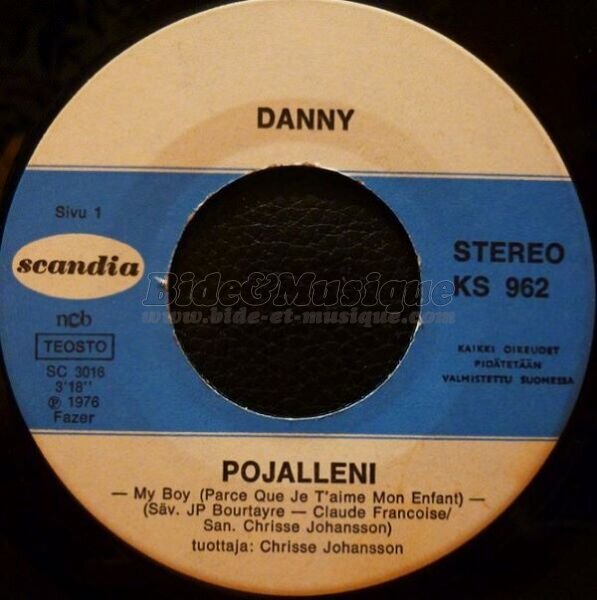 DANNY
Sivu 1
scandia
ncb
TEOSTO
SC 3016
3'18''
℗ 1976
Fazer
STEREO
KS 962
KAIKKI OIKEUDET
PIDÄTETÄÄN
VALMISTETTU SUOMESSA
Bide&Musique
www.bide-et-musique.com
POJALLENI
— My Boy (Parce Que Je T'aime Mon Enfant) —
(Säv. JP Bourtayre — Claude Francoise/
San. Chrisse Johansson)
tuottaja: Chrisse Johansson